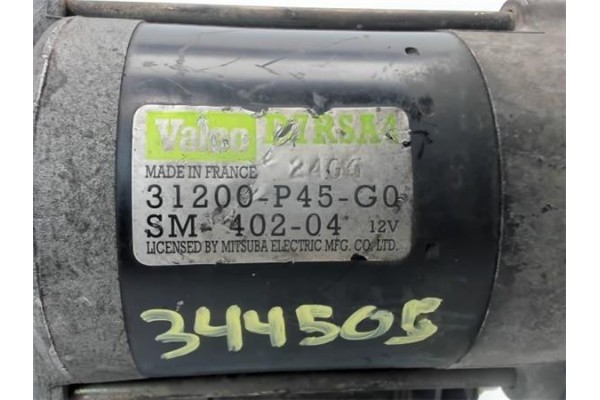 Valeo D7RSA4
24GG
MADE IN FRANCE
31200-P45-G0
SM- 402-04 12V
LICENSED BY MITSUBA ELECTRIC MFG. CO. LTD.
344505